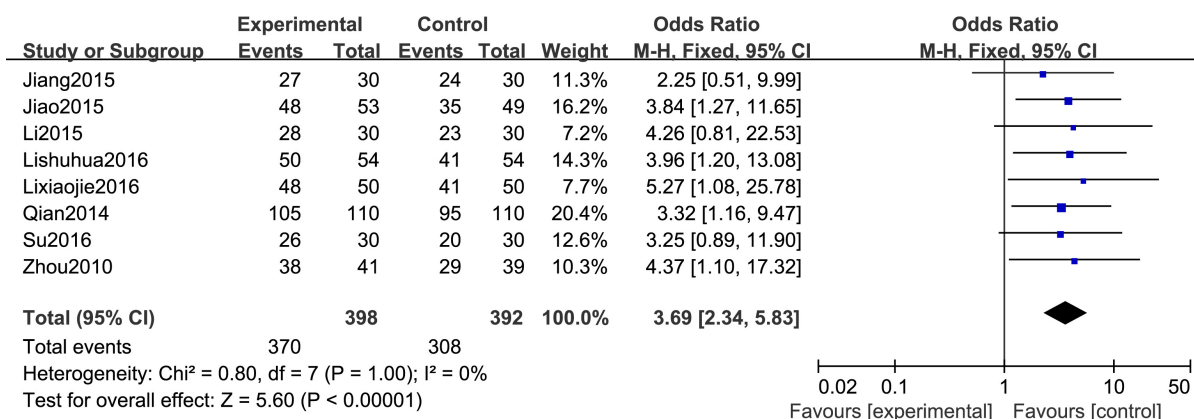 Experimental Control Odds Ratio Odds Ratio
Study or Subgroup Events Total Events Total Weight M-H, Fixed, 95% CI M-H, Fixed, 95% CI
Jiang2015 27 30 24 30 11.3% 2.25 [0.51, 9.99]
Jiao2015 48 53 35 49 16.2% 3.84 [1.27, 11.65]
Li2015 28 30 23 30 7.2% 4.26 [0.81, 22.53]
Lishuhua2016 50 54 41 54 14.3% 3.96 [1.20, 13.08]
Lixiaojie2016 48 50 41 50 7.7% 5.27 [1.08, 25.78]
Qian2014 105 110 95 110 20.4% 3.32 [1.16, 9.47]
Su2016 26 30 20 30 12.6% 3.25 [0.89, 11.90]
Zhou2010 38 41 29 39 10.3% 4.37 [1.10, 17.32]
Total (95% CI) 398 392 100.0% 3.69 [2.34, 5.83]
Total events 370 308
Heterogeneity: Chi² = 0.80, df = 7 (P = 1.00); I² = 0%
Test for overall effect: Z = 5.60 (P < 0.00001)
0.02 0.1 1 10 50
Favours [experimental] Favours [control]